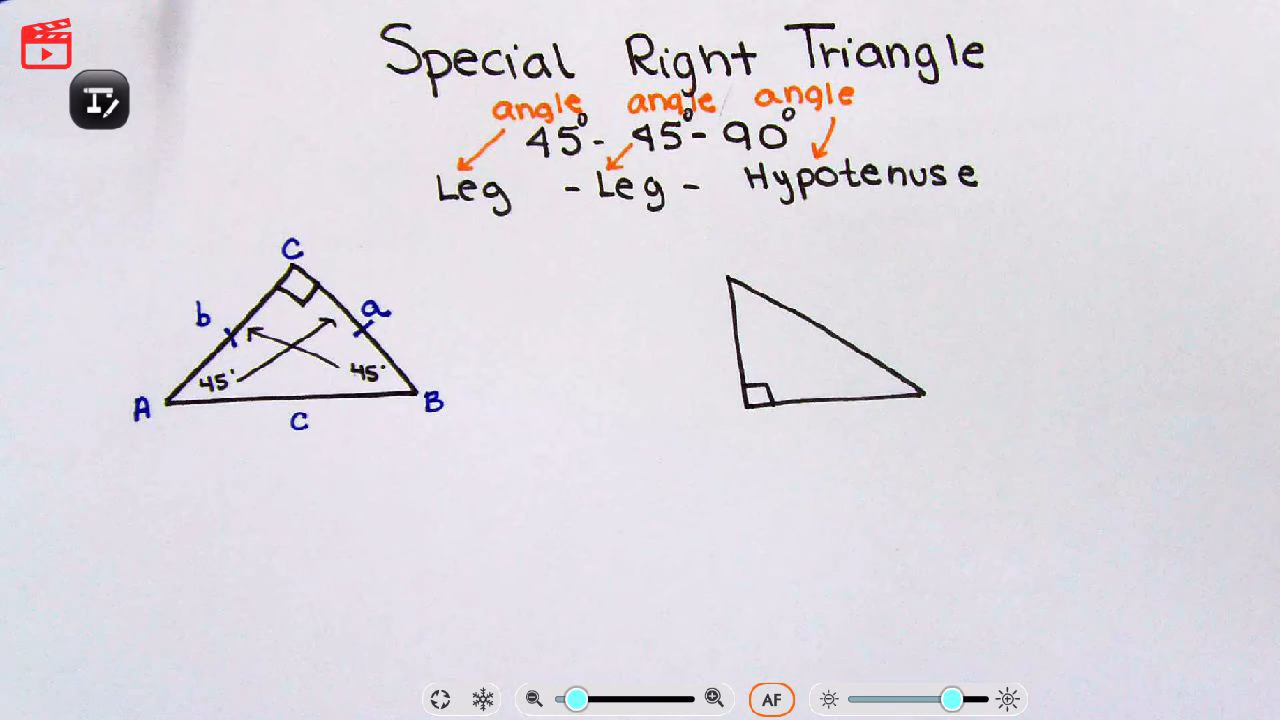 Special Right Triangle
angle angle angle
45° - 45° - 90°
Leg - Leg - Hypotenuse
C
b a
45° 45°
A B
C
AF